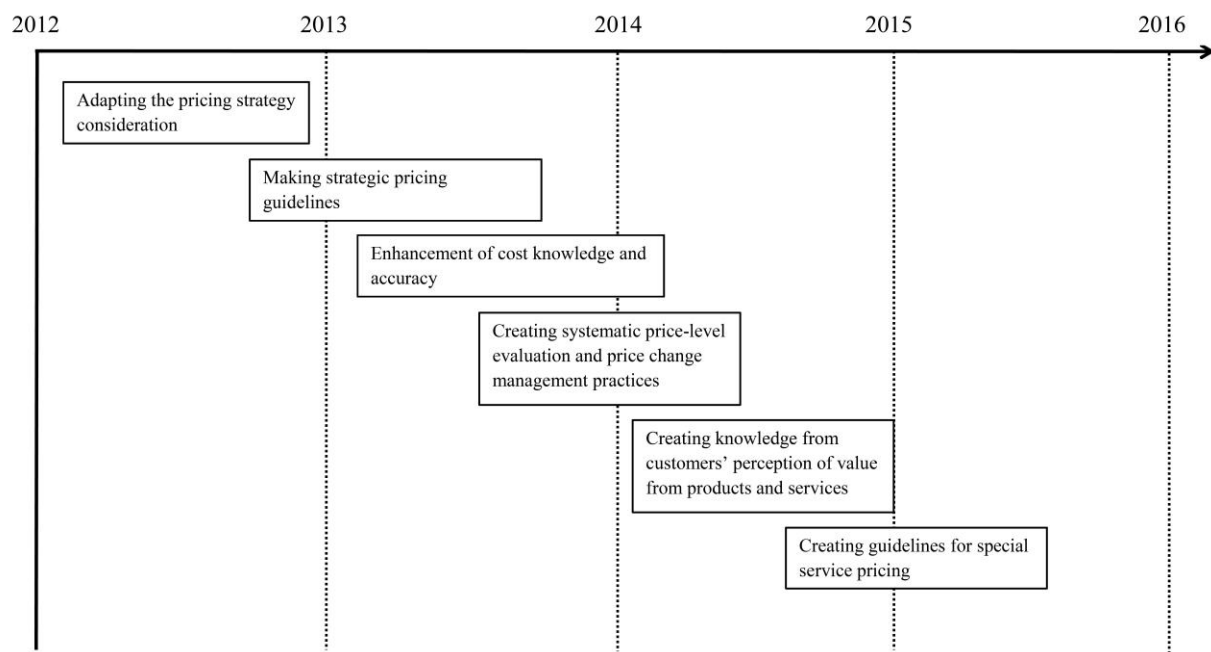 2012 2013 2014 2015 2016
Adapting the pricing strategy
consideration
Making strategic pricing
guidelines
Enhancement of cost knowledge and
accuracy
Creating systematic price-level
evaluation and price change
management practices
Creating knowledge from
customers’ perception of value
from products and services
Creating guidelines for special
service pricing